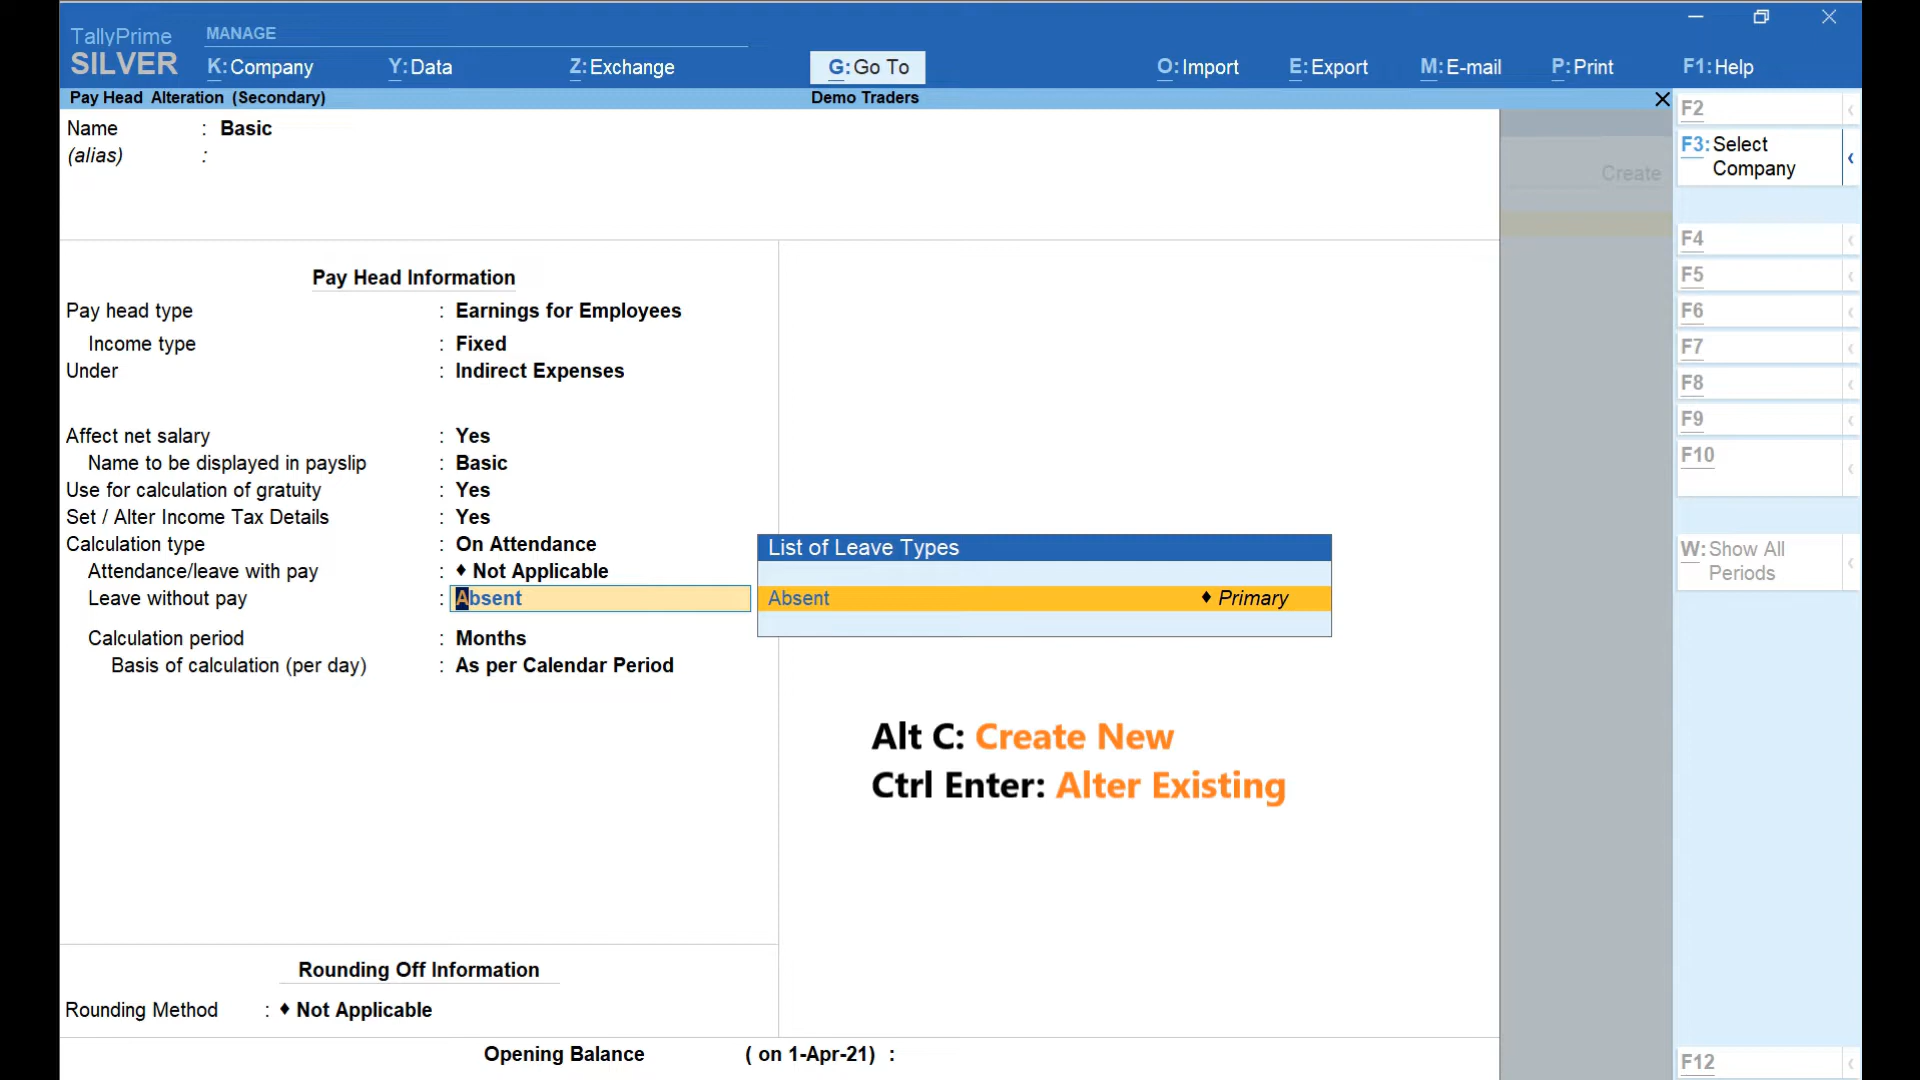 TallyPrime
SILVER
MANAGE
K:Company
Y:Data
Z:Exchange
G:Go To
O:Import
E:Export
M:E-mail
P:Print
F1:Help
Pay Head Alteration (Secondary)
Demo Traders
Name : Basic
(alias) :
Pay Head Information
Pay head type : Earnings for Employees
Income type : Fixed
Under : Indirect Expenses
Affect net salary : Yes
Name to be displayed in payslip : Basic
Use for calculation of gratuity : Yes
Set / Alter Income Tax Details : Yes
Calculation type : On Attendance
Attendance/leave with pay : ♦ Not Applicable
Leave without pay : Absent
Calculation period : Months
Basis of calculation (per day) : As per Calendar Period
List of Leave Types
Absent ♦ Primary
Alt C: Create New
Ctrl Enter: Alter Existing
Rounding Off Information
Rounding Method : ♦ Not Applicable
Opening Balance ( on 1-Apr-21) :
Create
F2
F3:Select
Company
F4
F5
F6
F7
F8
F9
F10
W:Show All
Periods
F12